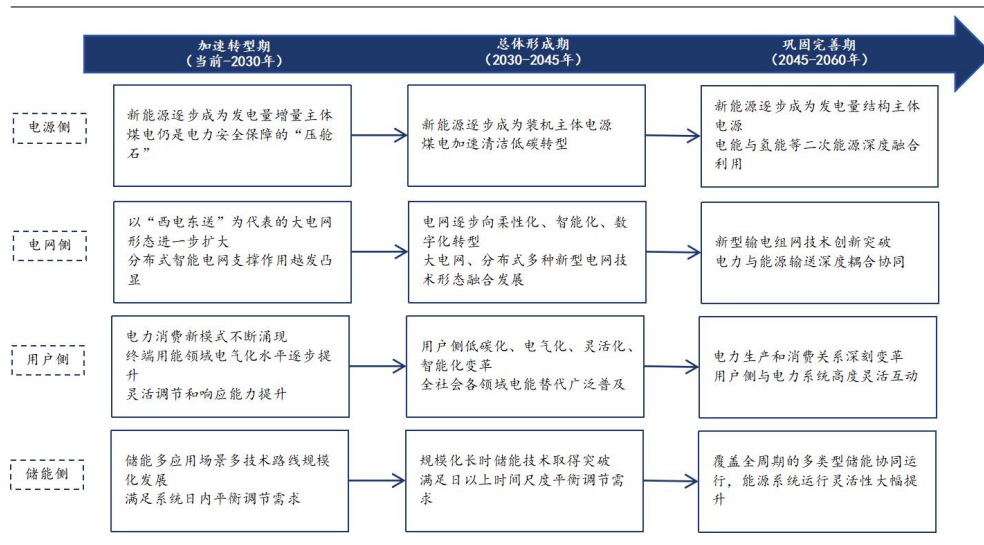 加速转型期
（当前-2030年）
总体形成期
（2030-2045年）
巩固完善期
（2045-2060年）
电源侧
新能源逐步成为发电量增量主体
煤电仍是电力安全保障的“压舱
石”
新能源逐步成为装机主体电源
煤电加速清洁低碳转型
新能源逐步成为发电量结构主体
电源
电能与氢能等二次能源深度融合
利用
电网侧
以“西电东送”为代表的大电网
形态进一步扩大
分布式智能电网支撑作用越发凸
显
电网逐步向柔性化、智能化、数
字化转型
大电网、分布式多种新型电网技
术形态融合发展
新型输电组网技术创新突破
电力与能源输送深度耦合协同
用户侧
电力消费新模式不断涌现
终端用能领域电气化水平逐步提
升
灵活调节和响应能力提升
用户侧低碳化、电气化、灵活化、
智能化变革
全社会各领域电能替代广泛普及
电力生产和消费关系深刻变革
用户侧与电力系统高度灵活互动
储能侧
储能多应用场景多技术路线规模
化发展
满足系统日内平衡调节需求
规模化长时储能技术取得突破
满足日以上时间尺度平衡调节需
求
覆盖全周期的多类型储能协同运
行，能源系统运行灵活性大幅提
升